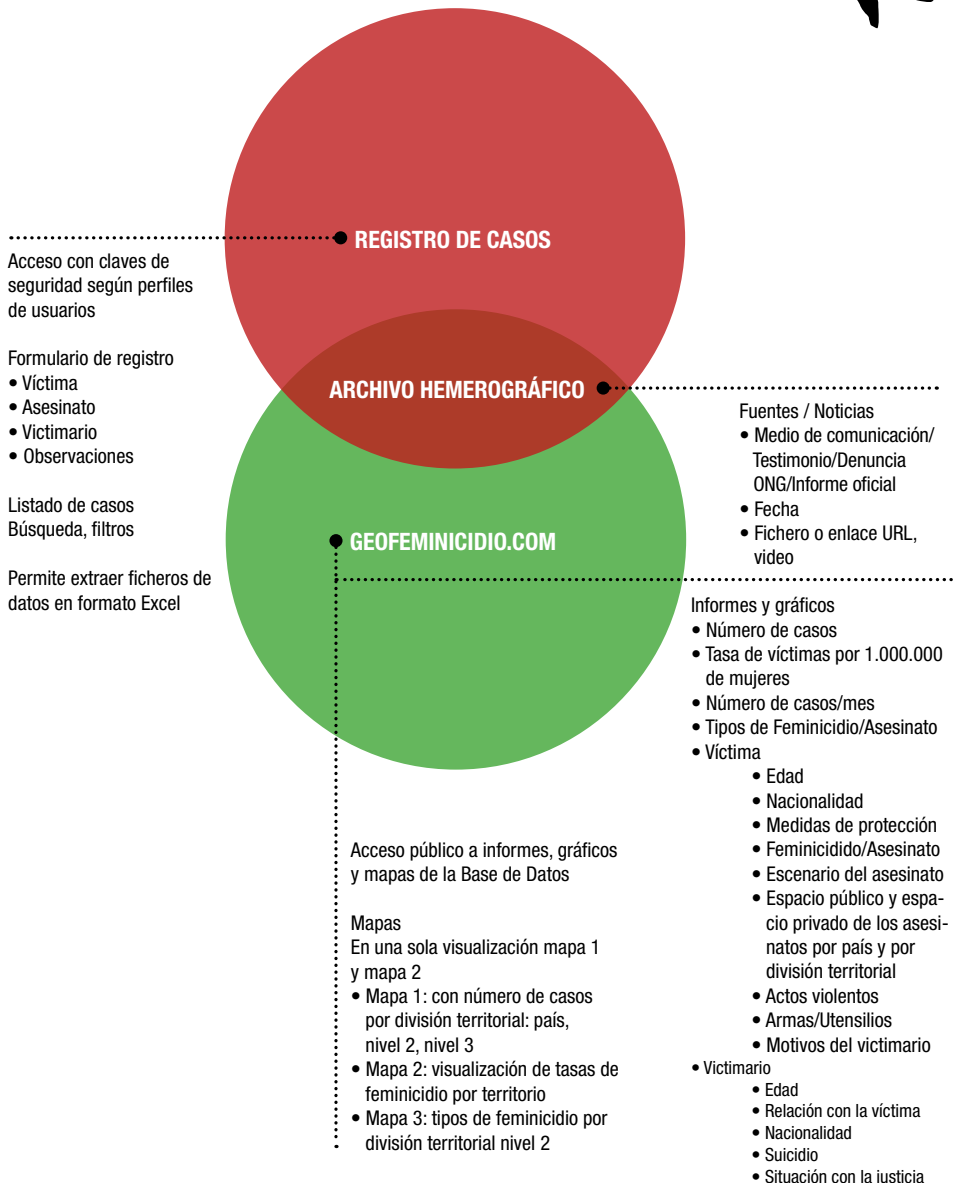 REGISTRO DE CASOS
Acceso con claves de
seguridad según perfiles
de usuarios
Formulario de registro
• Víctima
• Asesinato
• Victimario
• Observaciones
Listado de casos
Búsqueda, filtros
Permite extraer ficheros de
datos en formato Excel
ARCHIVO HEMEROGRÁFICO
Fuentes / Noticias
• Medio de comunicación/
Testimonio/Denuncia
ONG/Informe oficial
• Fecha
• Fichero o enlace URL,
video
GEOFEMINICIDIO.COM
Acceso público a informes, gráficos
y mapas de la Base de Datos
Mapas
En una sola visualización mapa 1
y mapa 2
• Mapa 1: con número de casos
por división territorial: país,
nivel 2, nivel 3
• Mapa 2: visualización de tasas de
feminicidio por territorio
• Mapa 3: tipos de feminicidio por
división territorial nivel 2
Informes y gráficos
• Número de casos
• Tasa de víctimas por 1.000.000
de mujeres
• Número de casos/mes
• Tipos de Feminicidio/Asesinato
• Víctima
• Edad
• Nacionalidad
• Medidas de protección
• Feminicidido/Asesinato
• Escenario del asesinato
• Espacio público y espa-
cio privado de los asesi-
natos por país y por
división territorial
• Actos violentos
• Armas/Utensilios
• Motivos del victimario
• Victimario
• Edad
• Relación con la víctima
• Nacionalidad
• Suicidio
• Situación con la justicia